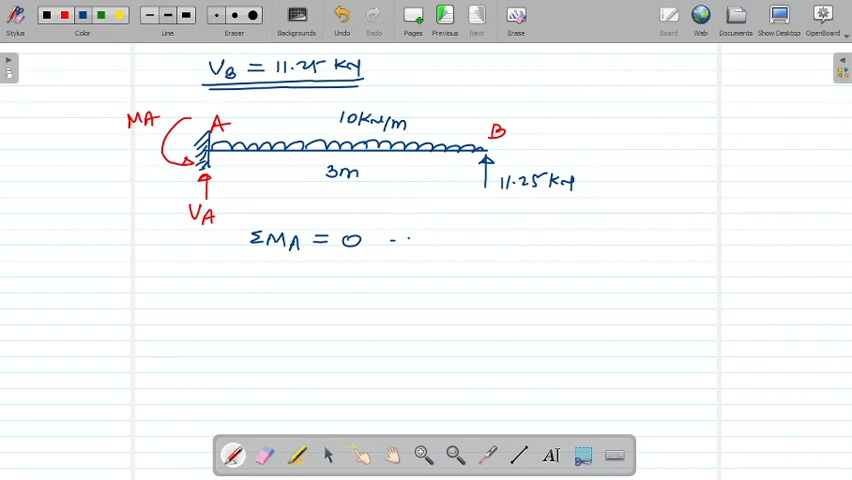 Stylus
Color
Line
Eraser
Backgrounds
Undo
Redo
Pages
Previous
Next
Erase
Board
Web
Documents
Show Desktop
OpenBoard
VB = 11.25 KN
MA
A
10KN/m
B
3m
11.25 KN
VA
ΣMA = 0 --